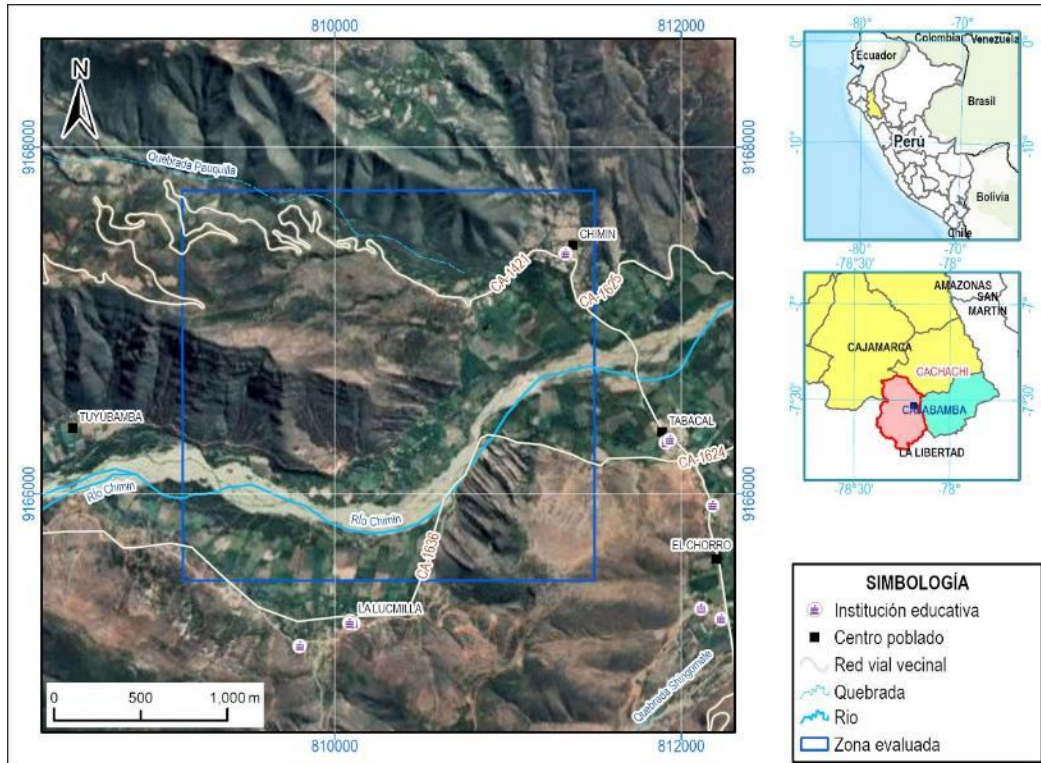 810000
812000
N
9168000
9168000
Quebrada Pauquilla
CHIMIN
CA-1421
CA-1625
TUYUBAMBA
TABACAL
CA-1624
Río Chimin
Río Chimin
9166000
9166000
CA-1636
EL CHORRO
LA LUCMILLA
Quebrada Shingomate
0 500 1,000 m
810000
812000
-80°
-70°
0°
0°
Colombia
Venezuela
Ecuador
Brasil
Perú
-10°
-10°
Bolivia
Chile
-80°
-70°
-78°30'
-78°
AMAZONAS
SAN
MARTÍN
-7°
-7°
CAJAMARCA
CACHACHI
-7°30'
-7°30'
CAJABAMBA
LA LIBERTAD
-78°30'
-78°
SIMBOLOGÍA
Institución educativa
Centro poblado
Red vial vecinal
Quebrada
Rio
Zona evaluada